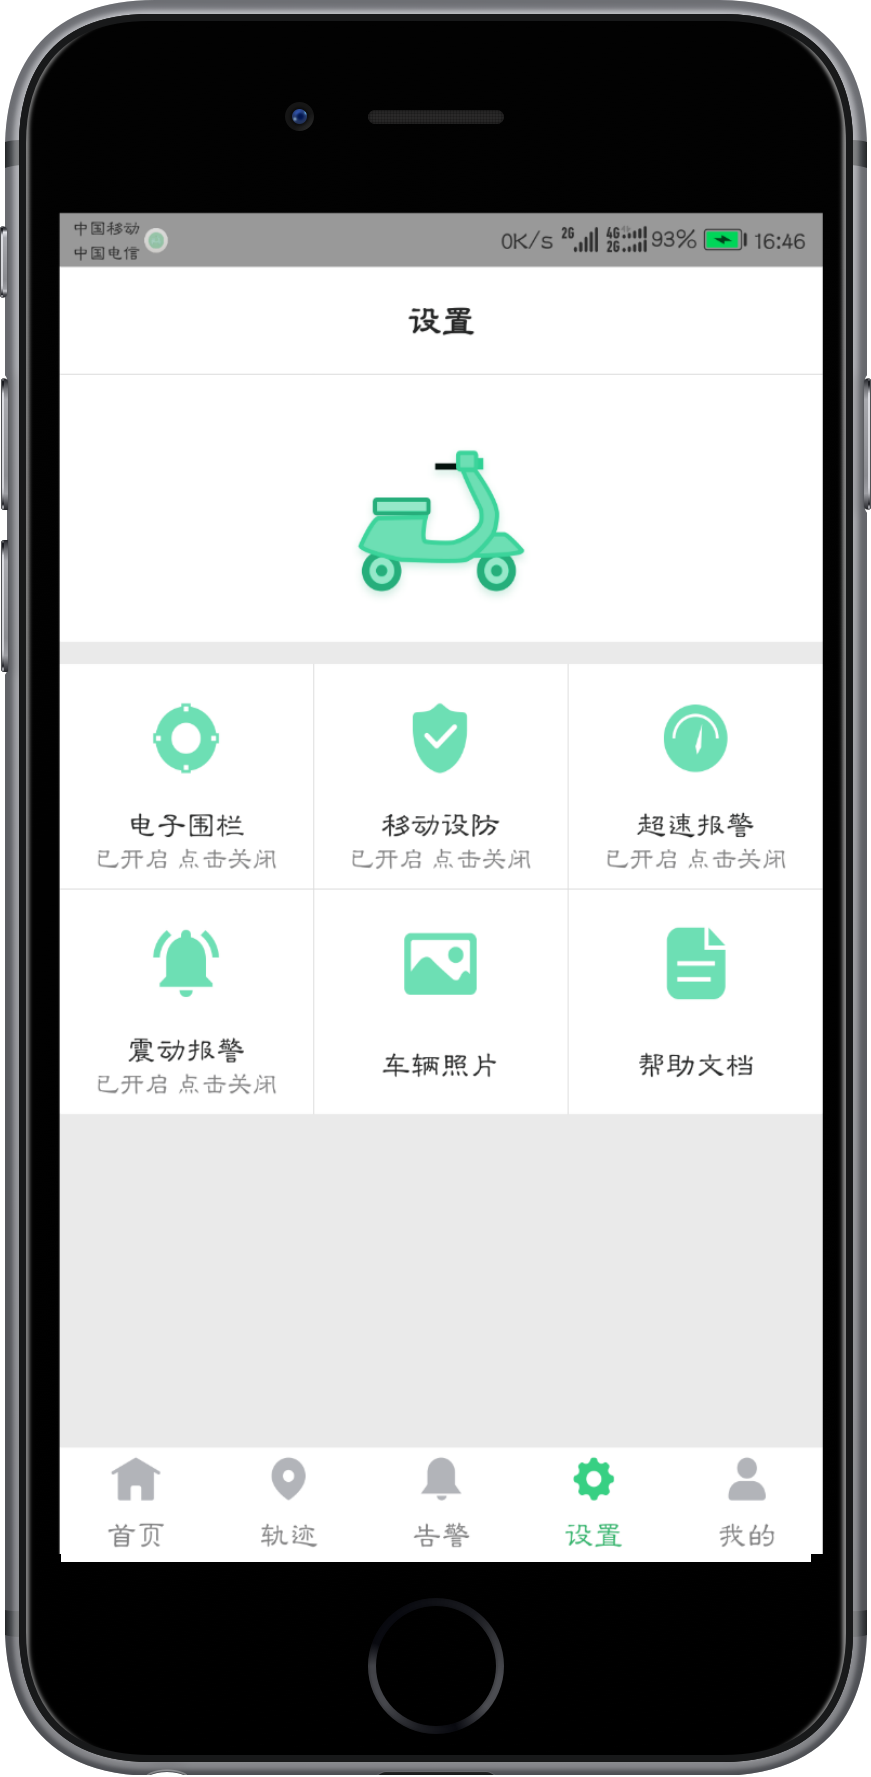 中国移动
中国电信
0K/s 2G 4G 2G 93% 16:46
设置
电子围栏 移动设防 超速报警
已开启 点击关闭 已开启 点击关闭 已开启 点击关闭
震动报警 车辆照片 帮助文档
已开启 点击关闭
首页 轨迹 告警 设置 我的